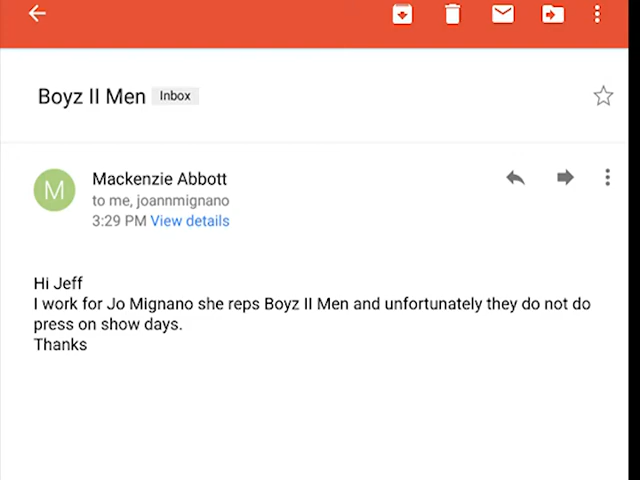 Boyz II Men Inbox
M
Mackenzie Abbott
to me, joannmignano
3:29 PM View details
Hi Jeff
I work for Jo Mignano she reps Boyz II Men and unfortunately they do not do
press on show days.
Thanks